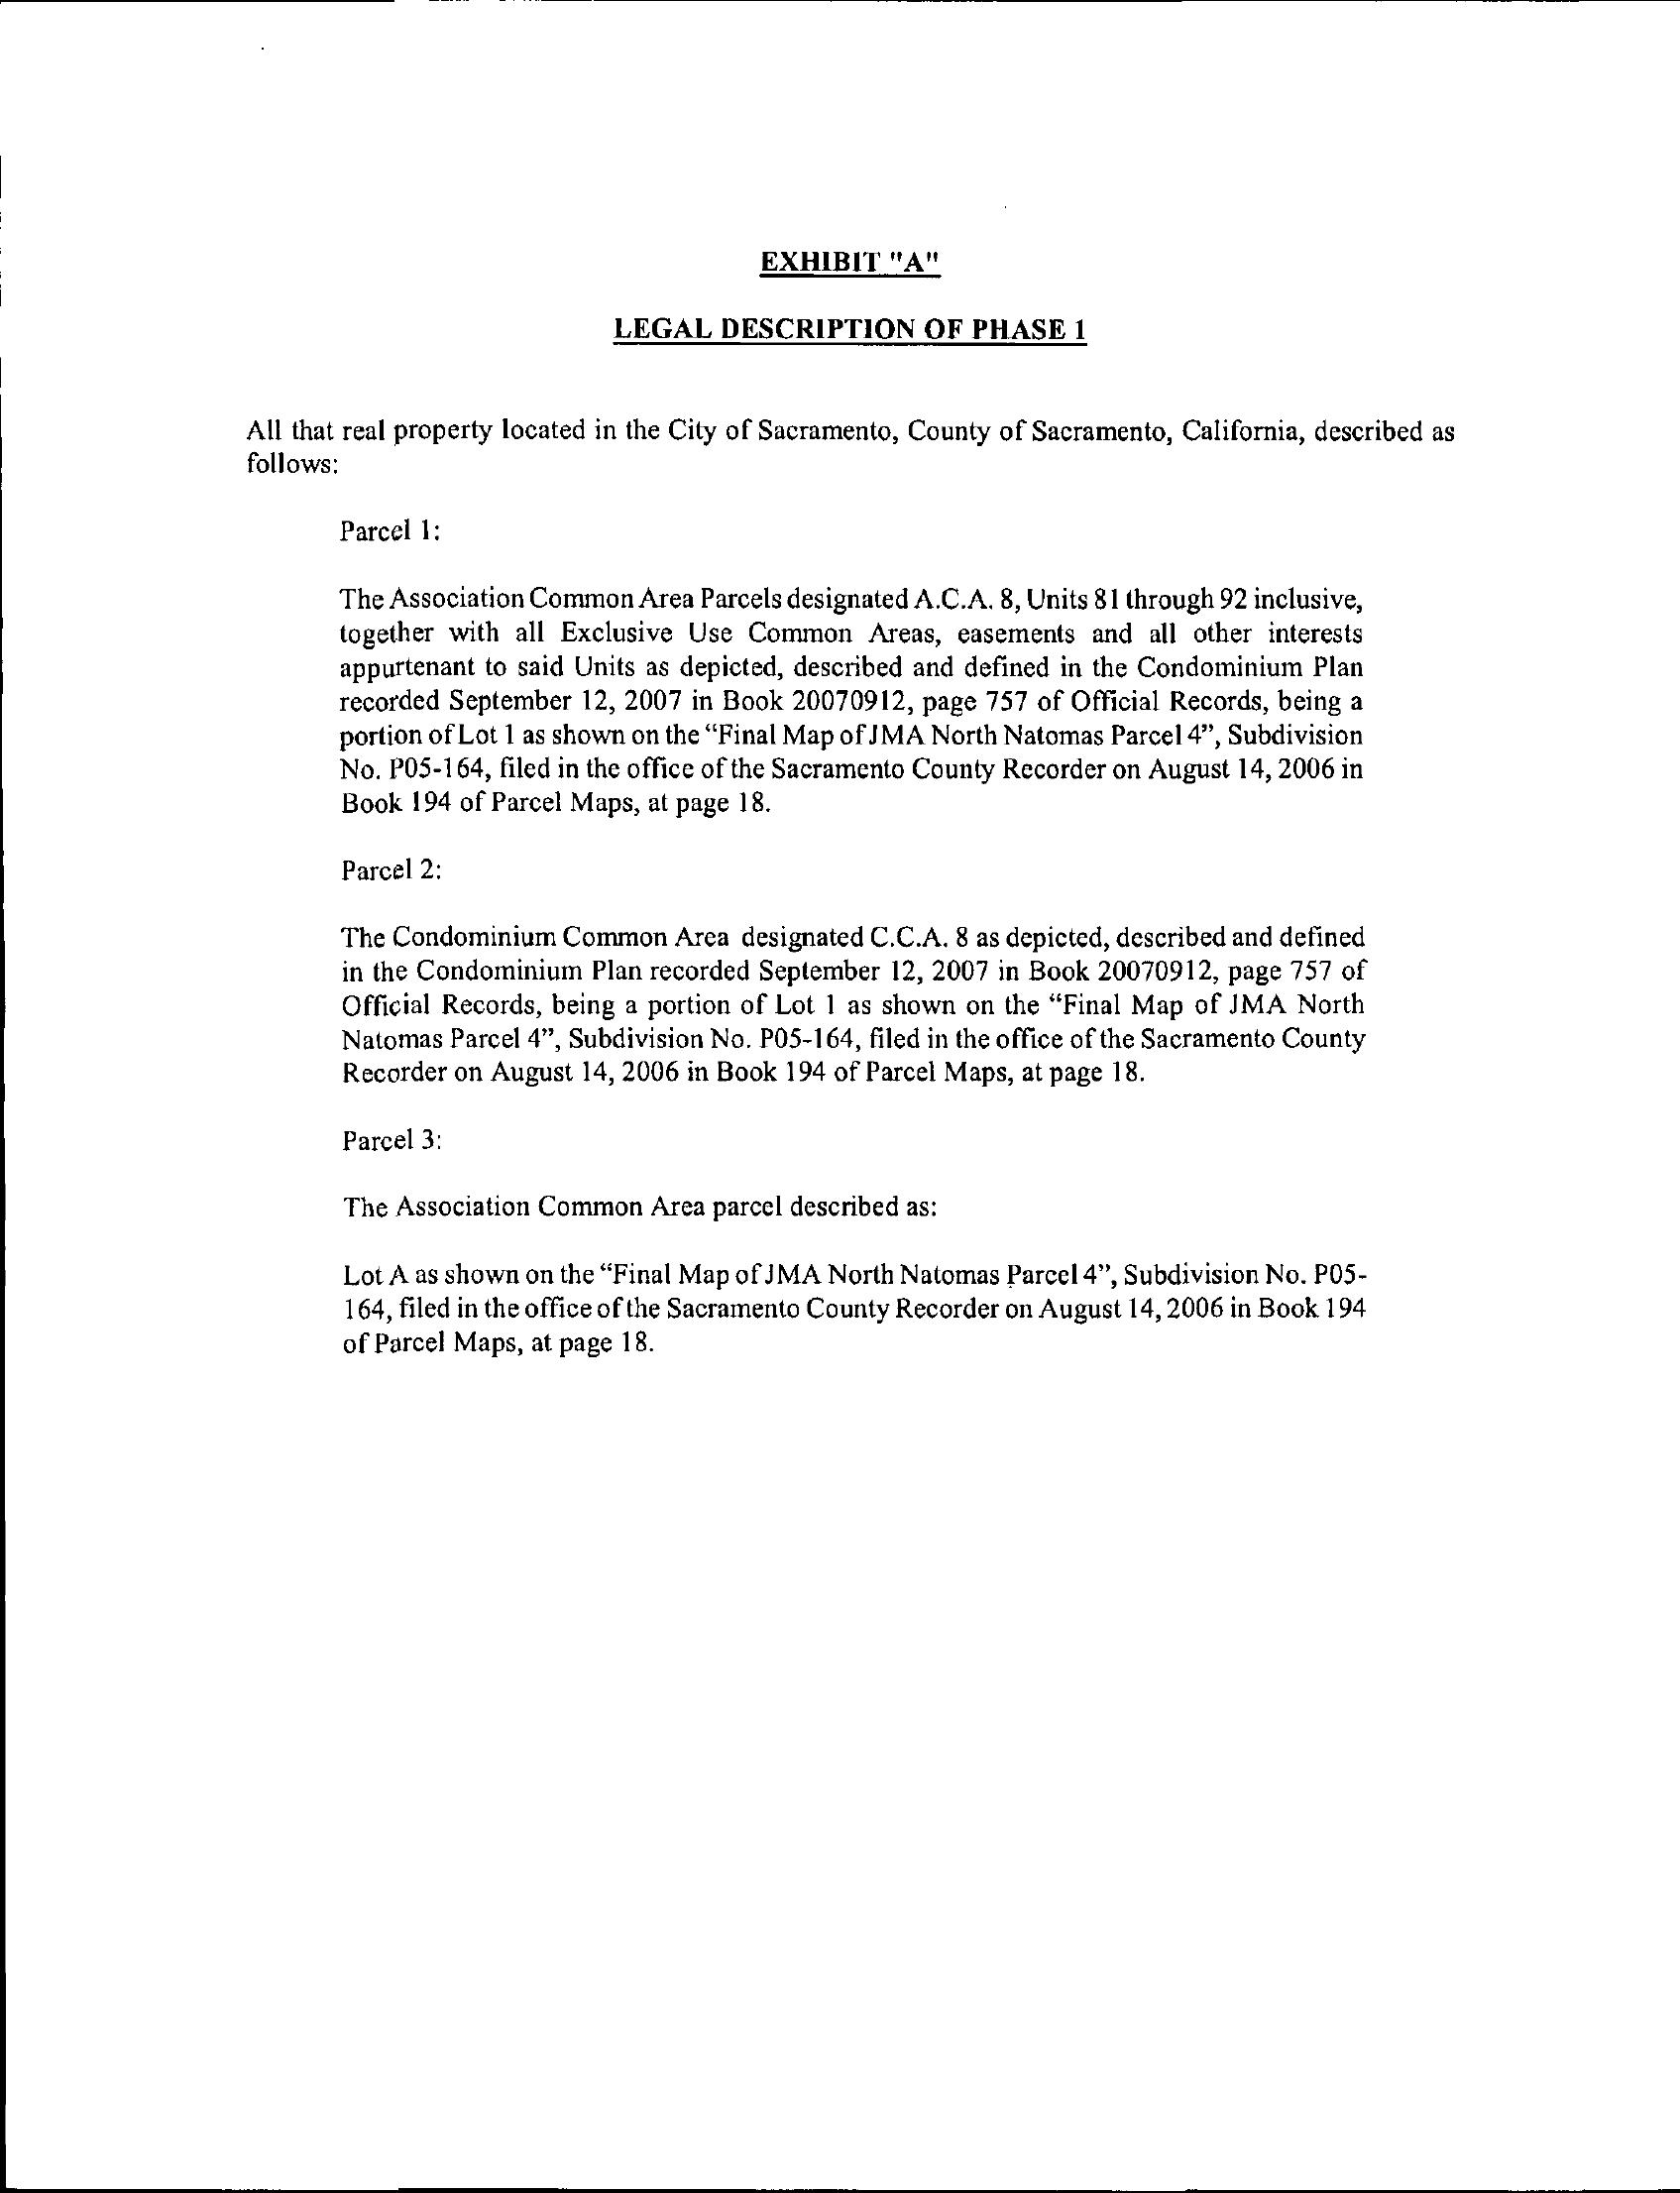 EXHIBIT "A"
LEGAL DESCRIPTION OF PHASE 1
All that real property located in the City of Sacramento, County of Sacramento, California, described as
follows:
Parcel 1:
The Association Common Area Parcels designated A.C.A. 8, Units 81 through 92 inclusive,
together with all Exclusive Use Common Areas, easements and all other interests
appurtenant to said Units as depicted, described and defined in the Condominium Plan
recorded September 12, 2007 in Book 20070912, page 757 of Official Records, being a
portion of Lot 1 as shown on the “Final Map of JMA North Natomas Parcel 4”, Subdivision
No. P05-164, filed in the office of the Sacramento County Recorder on August 14, 2006 in
Book 194 of Parcel Maps, at page 18.
Parcel 2:
The Condominium Common Area designated C.C.A. 8 as depicted, described and defined
in the Condominium Plan recorded September 12, 2007 in Book 20070912, page 757 of
Official Records, being a portion of Lot 1 as shown on the “Final Map of JMA North
Natomas Parcel 4”, Subdivision No. P05-164, filed in the office of the Sacramento County
Recorder on August 14, 2006 in Book 194 of Parcel Maps, at page 18.
Parcel 3:
The Association Common Area parcel described as:
Lot A as shown on the “Final Map of JMA North Natomas Parcel 4”, Subdivision No. P05-
164, filed in the office of the Sacramento County Recorder on August 14, 2006 in Book 194
of Parcel Maps, at page 18.